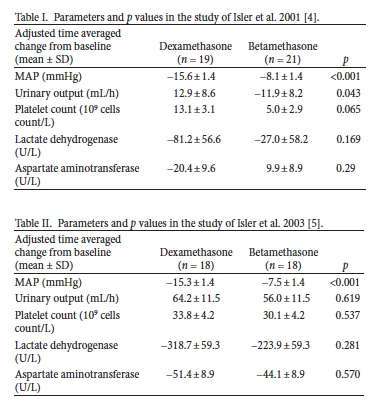 Table I. Parameters and p values in the study of Isler et al. 2001 [4].
Adjusted time averaged
change from baseline Dexamethasone Betamethasone
(mean ± SD) (n = 19) (n = 21) p
MAP (mmHg) −15.6 ± 1.4 −8.1 ± 1.4 <0.001
Urinary output (mL/h) 12.9 ± 8.6 −11.9 ± 8.2 0.043
Platelet count (10⁹ cells 13.1 ± 3.1 5.0 ± 2.9 0.065
count/L)
Lactate dehydrogenase −81.2 ± 56.6 −27.0 ± 58.2 0.169
(U/L)
Aspartate aminotransferase −20.4 ± 9.6 9.9 ± 8.9 0.29
(U/L)
Table II. Parameters and p values in the study of Isler et al. 2003 [5].
Adjusted time averaged
change from baseline Dexamethasone Betamethasone
(mean ± SD) (n = 18) (n = 18) p
MAP (mmHg) −15.3 ± 1.4 −7.5 ± 1.4 <0.001
Urinary output (mL/h) 64.2 ± 11.5 56.0 ± 11.5 0.619
Platelet count (10⁹ cells 33.8 ± 4.2 30.1 ± 4.2 0.537
count/L)
Lactate dehydrogenase −318.7 ± 59.3 −223.9 ± 59.3 0.281
(U/L)
Aspartate aminotransferase −51.4 ± 8.9 −44.1 ± 8.9 0.570
(U/L)